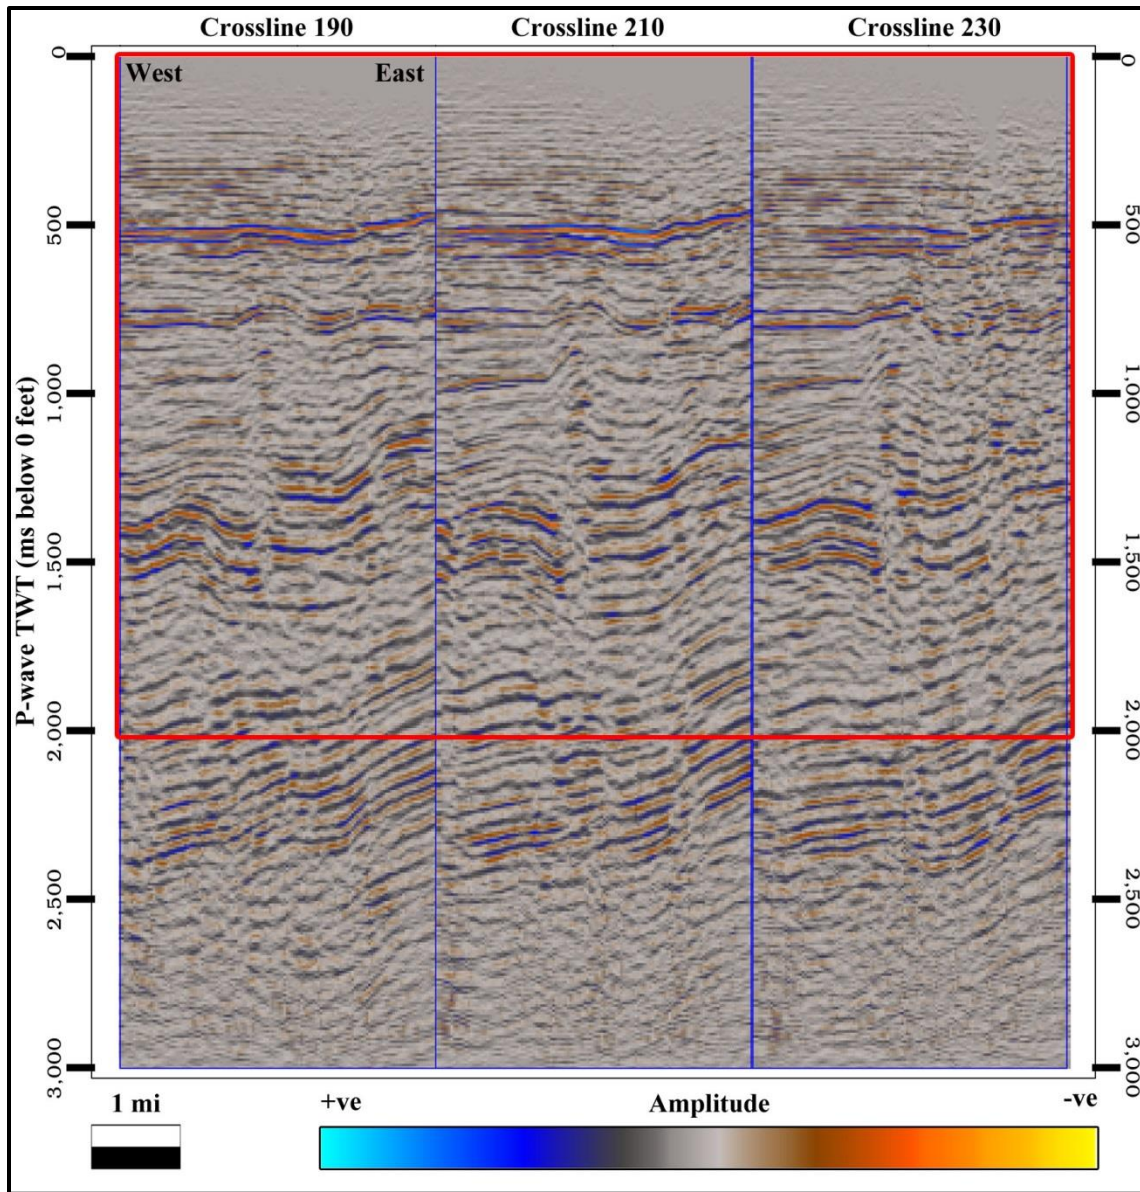 Crossline 190 Crossline 210 Crossline 230
0 0
West East
500 500
1,000 1,000
P-wave TWT (ms below 0 feet)
1,500 1,500
2,000 2,000
2,500 2,500
3,000 3,000
1 mi +ve Amplitude -ve